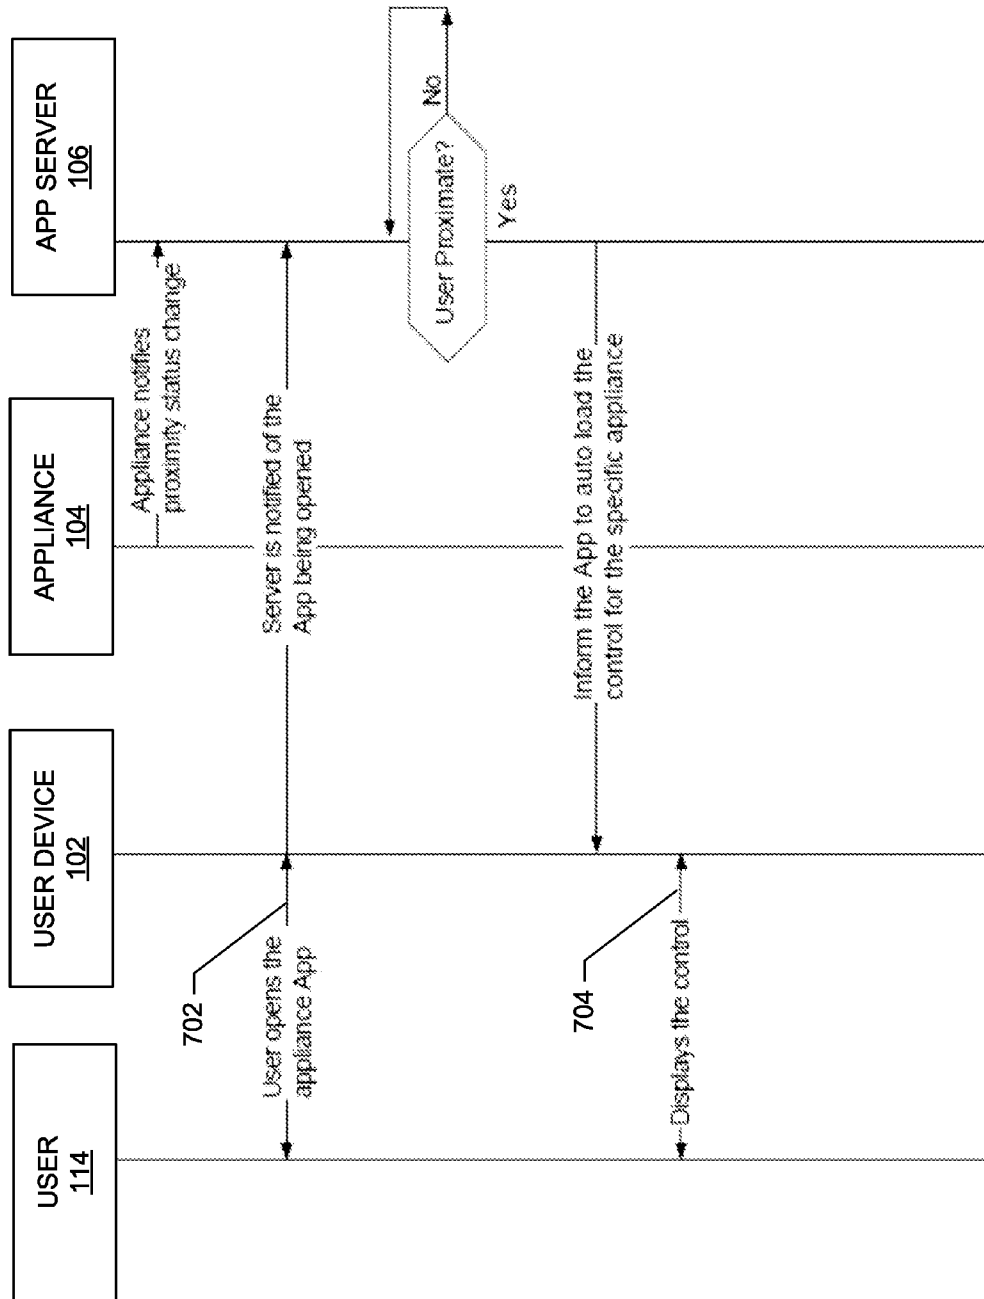 USER
114
USER DEVICE
102
APPLIANCE
104
APP SERVER
106
Appliance notifies
proximity status change
702
User opens the
appliance App
Server is notified of the
App being opened
User Proximate?
No
Yes
Inform the App to auto load the
control for the specific appliance
704
Displays the control